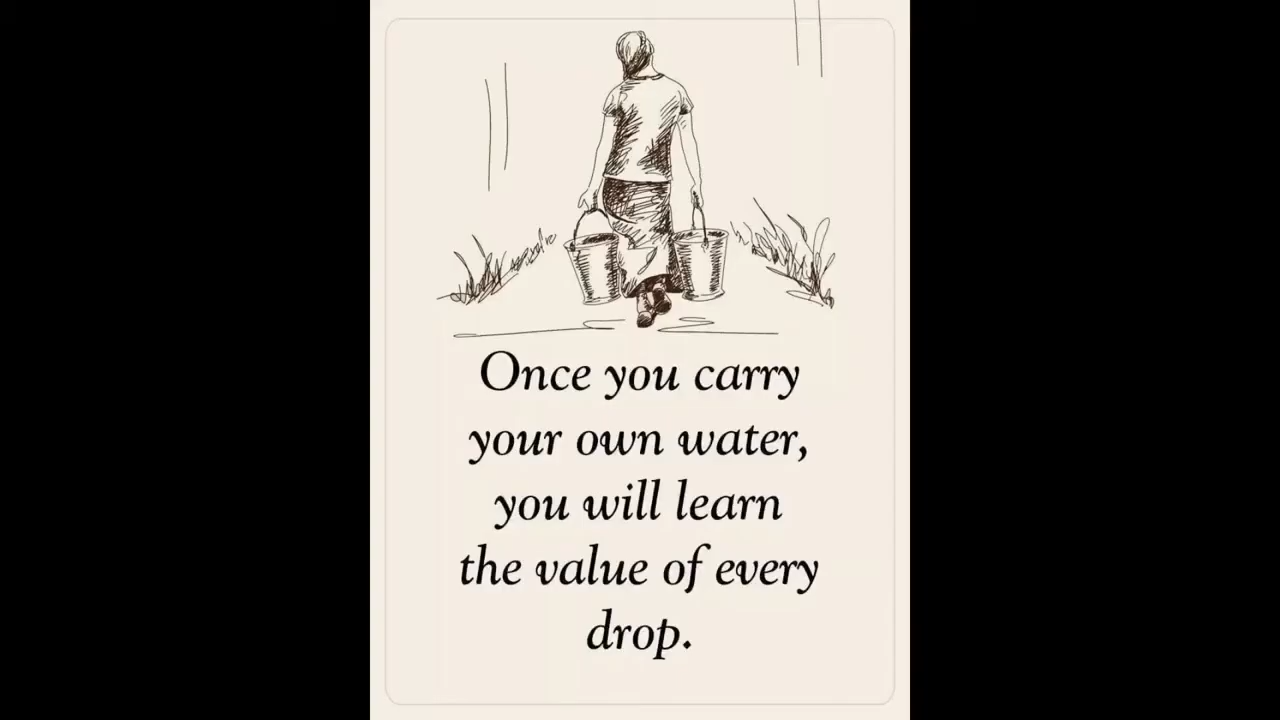 Once you carry
your own water,
you will learn
the value of every
drop.